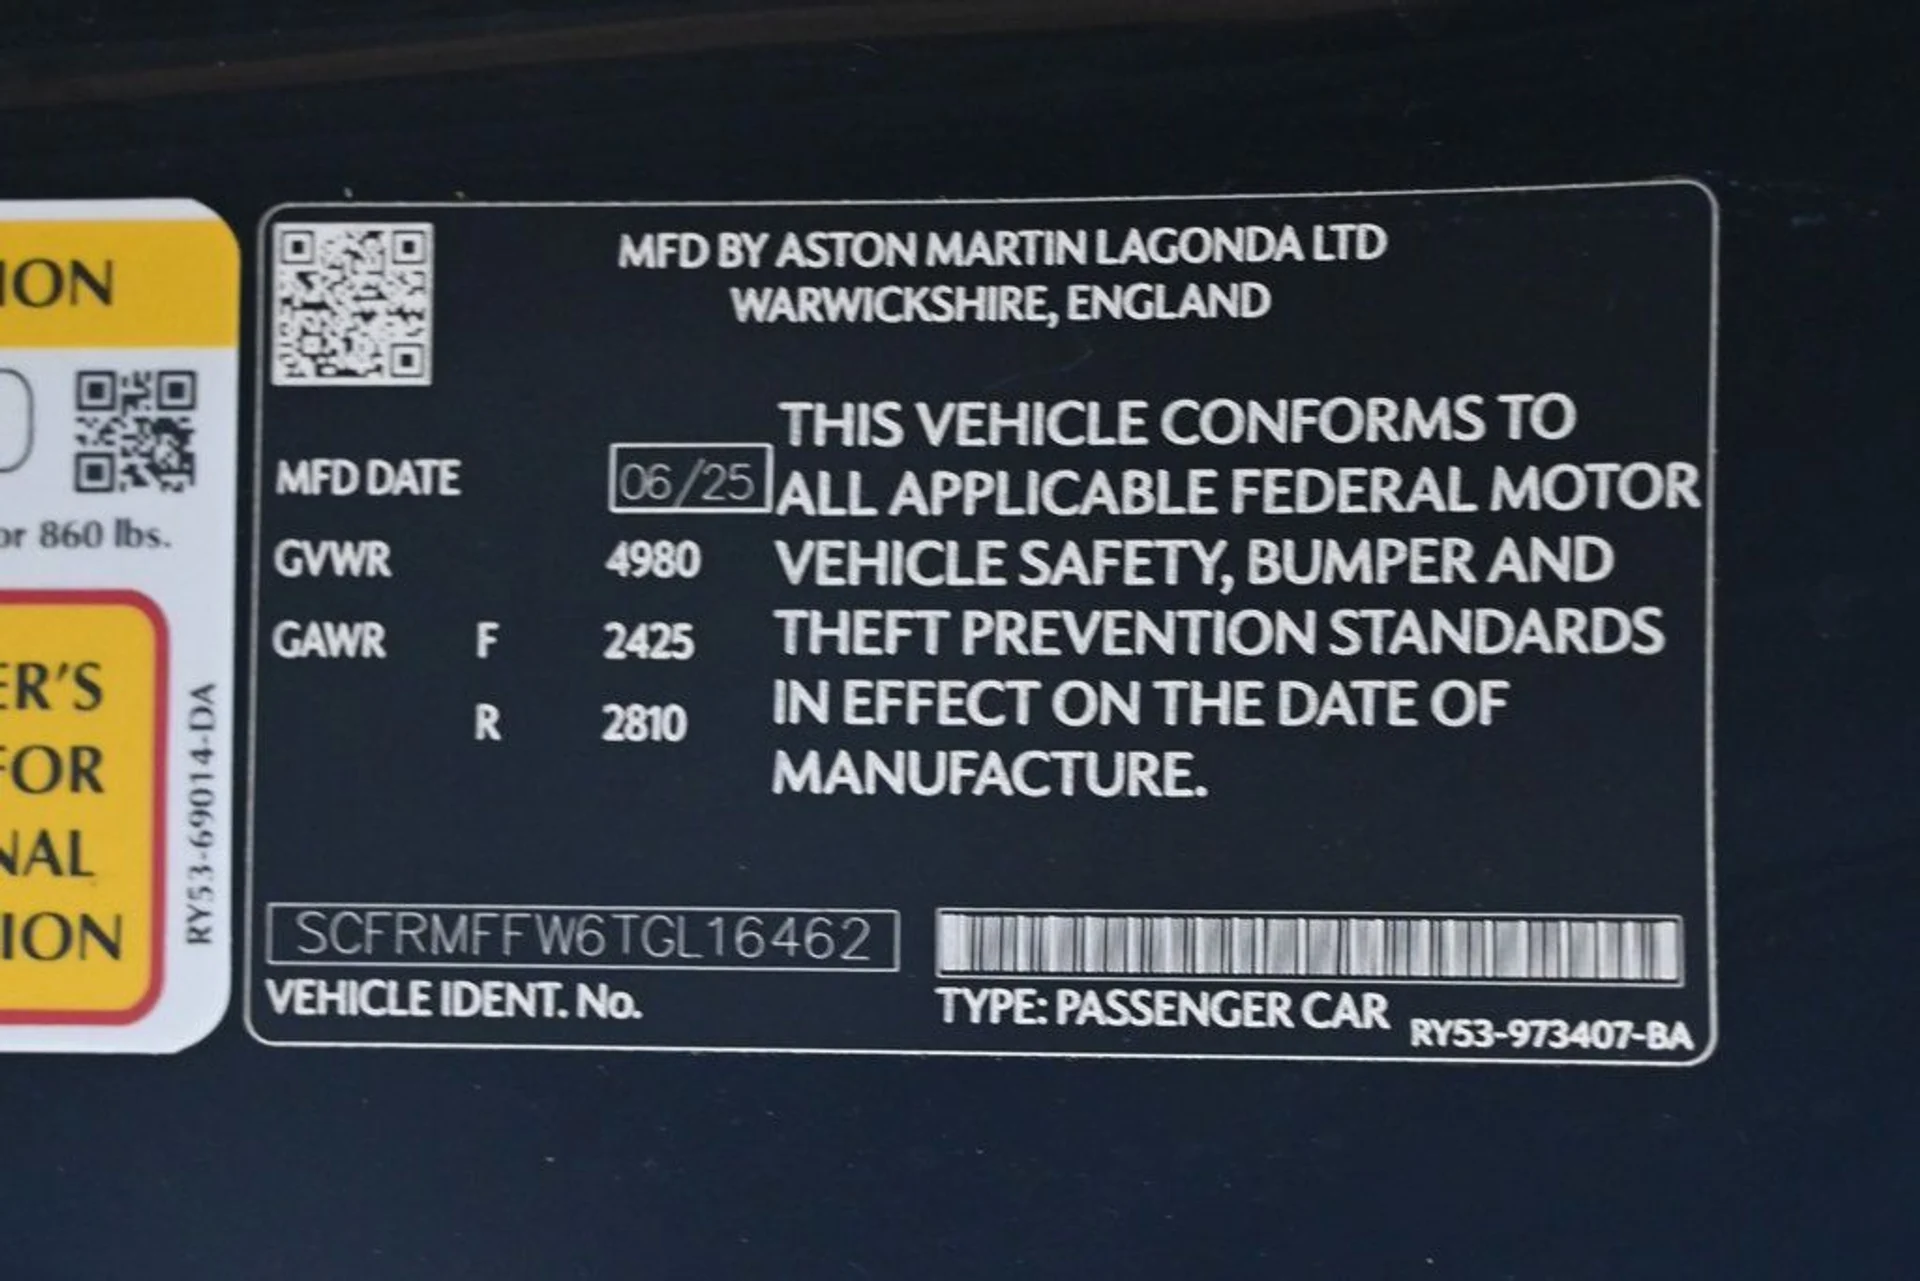 ION
or 860 lbs.
ER'S
FOR
NAL
ION
RY53-69014-DA
MFD BY ASTON MARTIN LAGONDA LTD
WARWICKSHIRE, ENGLAND
MFD DATE 06/25
GVWR 4980
GAWR F 2425
R 2810
THIS VEHICLE CONFORMS TO
ALL APPLICABLE FEDERAL MOTOR
VEHICLE SAFETY, BUMPER AND
THEFT PREVENTION STANDARDS
IN EFFECT ON THE DATE OF
MANUFACTURE.
SCFRMFFW6TGL16462
VEHICLE IDENT. No.
TYPE: PASSENGER CAR
RY53-973407-BA